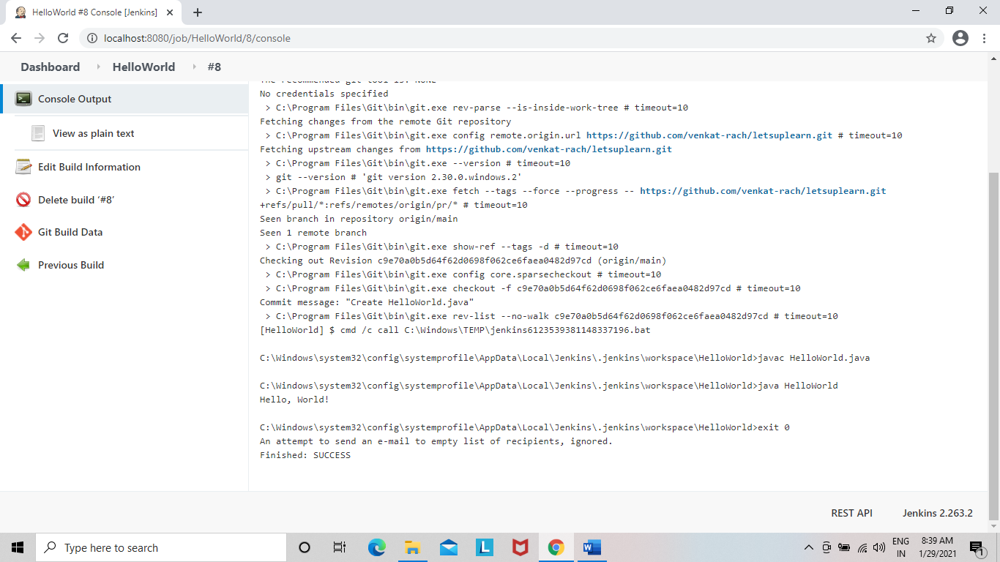 HelloWorld #8 Console [Jenkins]
localhost:8080/job/HelloWorld/8/console
Dashboard HelloWorld #8
Console Output
View as plain text
Edit Build Information
Delete build ‘#8’
Git Build Data
Previous Build
The recommended git tool is: NONE
No credentials specified
> C:\Program Files\Git\bin\git.exe rev-parse --is-inside-work-tree # timeout=10
Fetching changes from the remote Git repository
> C:\Program Files\Git\bin\git.exe config remote.origin.url https://github.com/venkat-rach/letsuplearn.git # timeout=10
Fetching upstream changes from https://github.com/venkat-rach/letsuplearn.git
> C:\Program Files\Git\bin\git.exe --version # timeout=10
> git --version # 'git version 2.30.0.windows.2'
> C:\Program Files\Git\bin\git.exe fetch --tags --force --progress -- https://github.com/venkat-rach/letsuplearn.git
+refs/pull/*:refs/remotes/origin/pr/* # timeout=10
Seen branch in repository origin/main
Seen 1 remote branch
> C:\Program Files\Git\bin\git.exe show-ref --tags -d # timeout=10
Checking out Revision c9e70a0b5d64f62d0698f062ce6faea0482d97cd (origin/main)
> C:\Program Files\Git\bin\git.exe config core.sparsecheckout # timeout=10
> C:\Program Files\Git\bin\git.exe checkout -f c9e70a0b5d64f62d0698f062ce6faea0482d97cd # timeout=10
Commit message: "Create HelloWorld.java"
> C:\Program Files\Git\bin\git.exe rev-list --no-walk c9e70a0b5d64f62d0698f062ce6faea0482d97cd # timeout=10
[HelloWorld] $ cmd /c call C:\Windows\TEMP\jenkins6123539381148337196.bat
C:\Windows\system32\config\systemprofile\AppData\Local\Jenkins\.jenkins\workspace\HelloWorld>javac HelloWorld.java
C:\Windows\system32\config\systemprofile\AppData\Local\Jenkins\.jenkins\workspace\HelloWorld>java HelloWorld
Hello, World!
C:\Windows\system32\config\systemprofile\AppData\Local\Jenkins\.jenkins\workspace\HelloWorld>exit 0
An attempt to send an e-mail to empty list of recipients, ignored.
Finished: SUCCESS
REST API Jenkins 2.263.2
Type here to search
L
W
ENG
IN
8:39 AM
1/29/2021
1